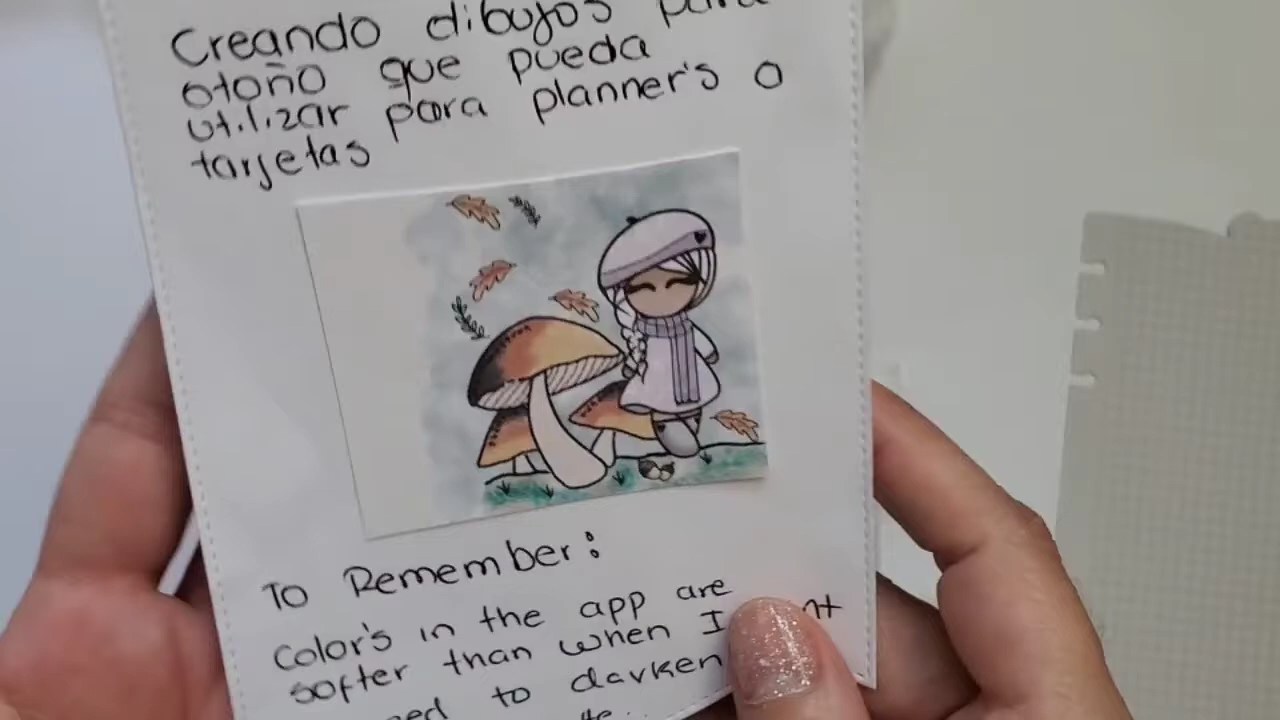 Creando dibujos para
otoño que pueda
utilizar para planner's o
tarjetas
To Remember:
Color's in the app are
softer than when I
to darken